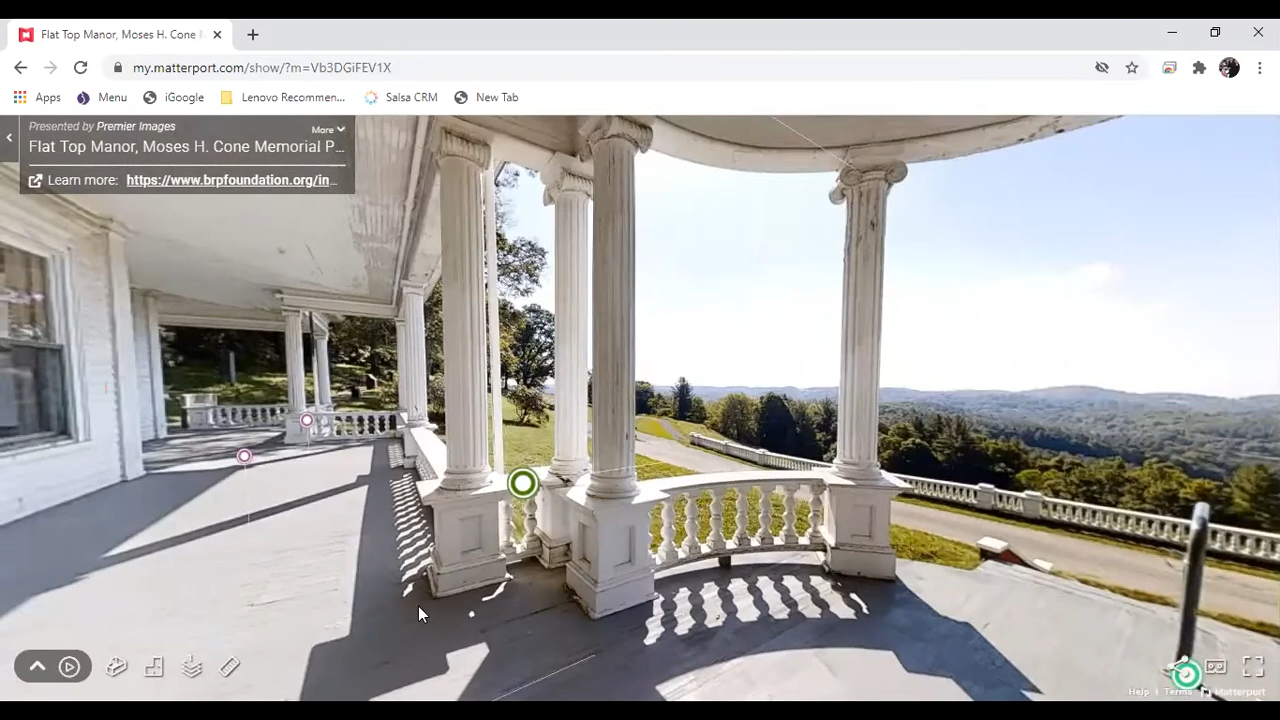 Flat Top Manor, Moses H. Cone M
my.matterport.com/show/?m=Vb3DGiFEV1X
Apps
Menu
iGoogle
Lenovo Recommen...
Salsa CRM
New Tab
Presented by Premier Images
More
Flat Top Manor, Moses H. Cone Memorial P...
Learn more: https://www.brpfoundation.org/in...
Help | Terms
Matterport